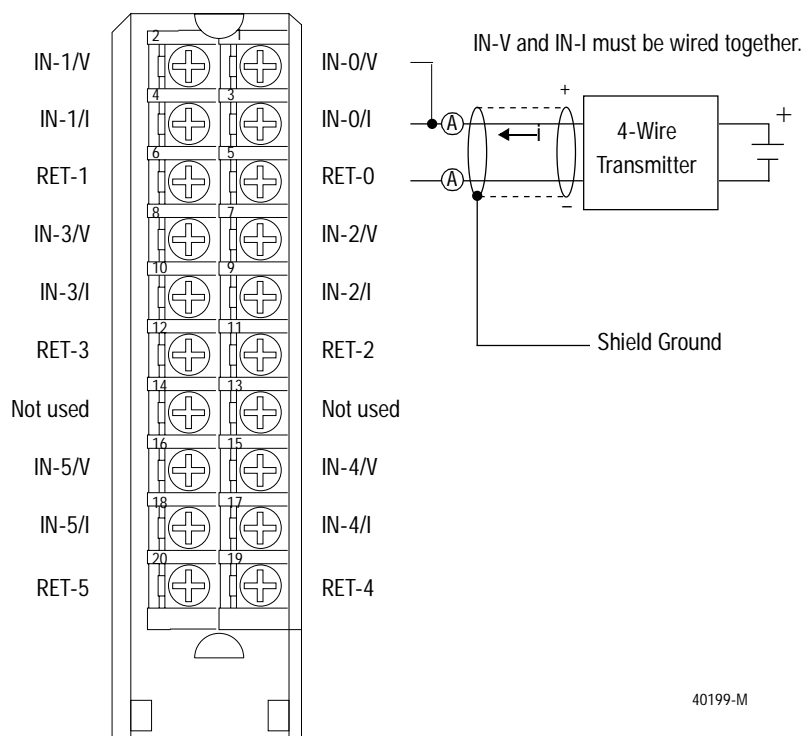 IN-V and IN-I must be wired together.
2 1
IN-1/V IN-0/V
4 3
IN-1/I IN-0/I
6 5
RET-1 RET-0
8 7
IN-3/V IN-2/V
10 9
IN-3/I IN-2/I
12 11
RET-3 RET-2
14 13
Not used Not used
16 15
IN-5/V IN-4/V
18 17
IN-5/I IN-4/I
20 19
RET-5 RET-4
+
A
i
A
–
4-Wire
Transmitter
+
Shield Ground
40199-M